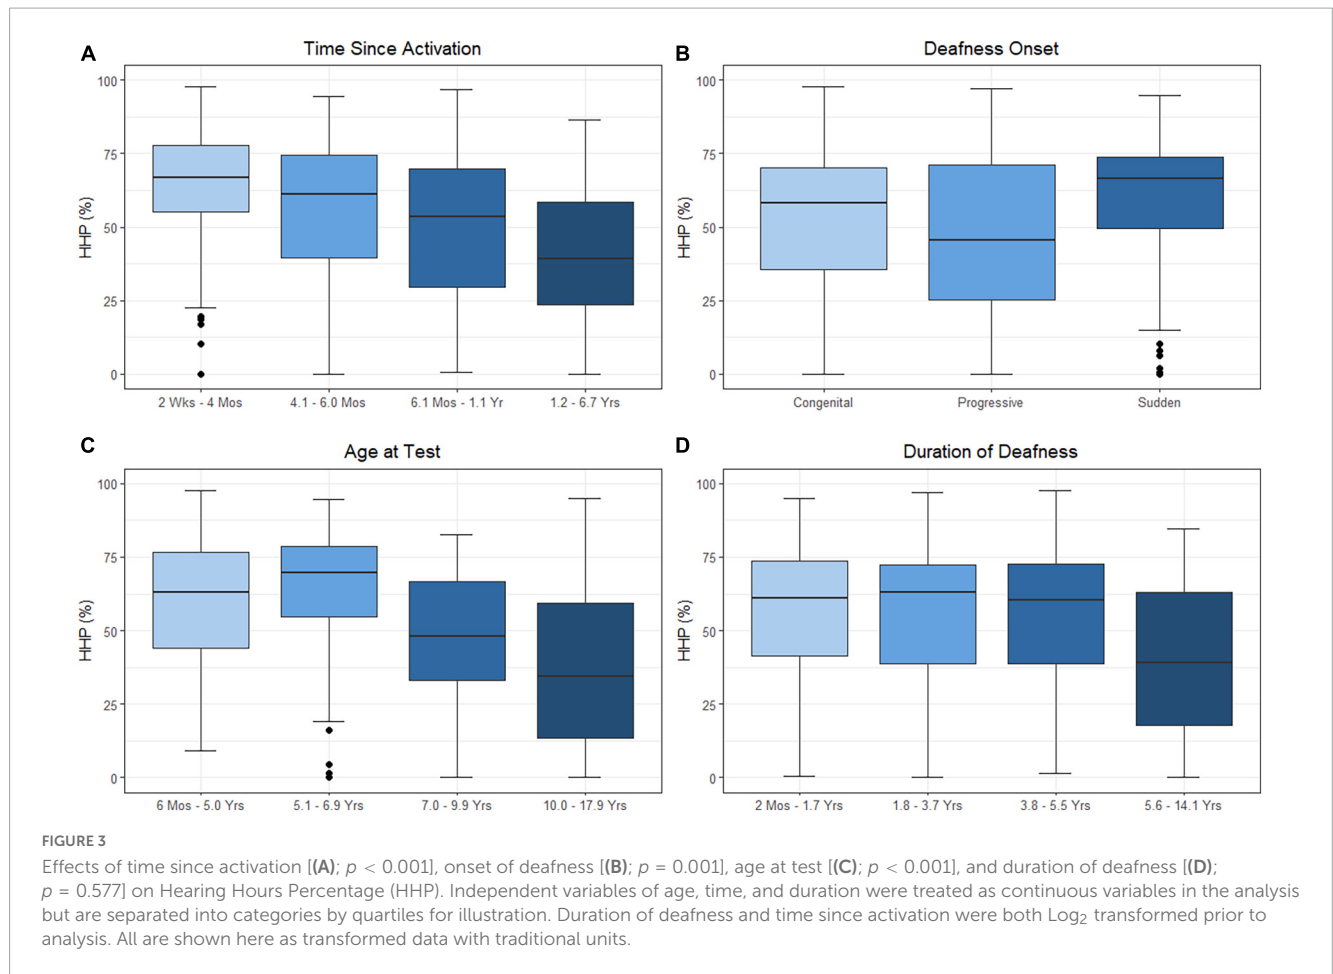 A
Time Since Activation
HHP (%)
100
75
50
25
0
2 Wks - 4 Mos
4.1 - 6.0 Mos
6.1 Mos - 1.1 Yr
1.2 - 6.7 Yrs
B
Deafness Onset
HHP (%)
100
75
50
25
0
Congenital
Progressive
Sudden
C
Age at Test
HHP (%)
100
75
50
25
0
6 Mos - 5.0 Yrs
5.1 - 6.9 Yrs
7.0 - 9.9 Yrs
10.0 - 17.9 Yrs
D
Duration of Deafness
HHP (%)
100
75
50
25
0
2 Mos - 1.7 Yrs
1.8 - 3.7 Yrs
3.8 - 5.5 Yrs
5.6 - 14.1 Yrs
FIGURE 3
Effects of time since activation [(A); p < 0.001], onset of deafness [(B); p = 0.001], age at test [(C); p < 0.001], and duration of deafness [(D);
p = 0.577] on Hearing Hours Percentage (HHP). Independent variables of age, time, and duration were treated as continuous variables in the analysis
but are separated into categories by quartiles for illustration. Duration of deafness and time since activation were both Log₂ transformed prior to
analysis. All are shown here as transformed data with traditional units.